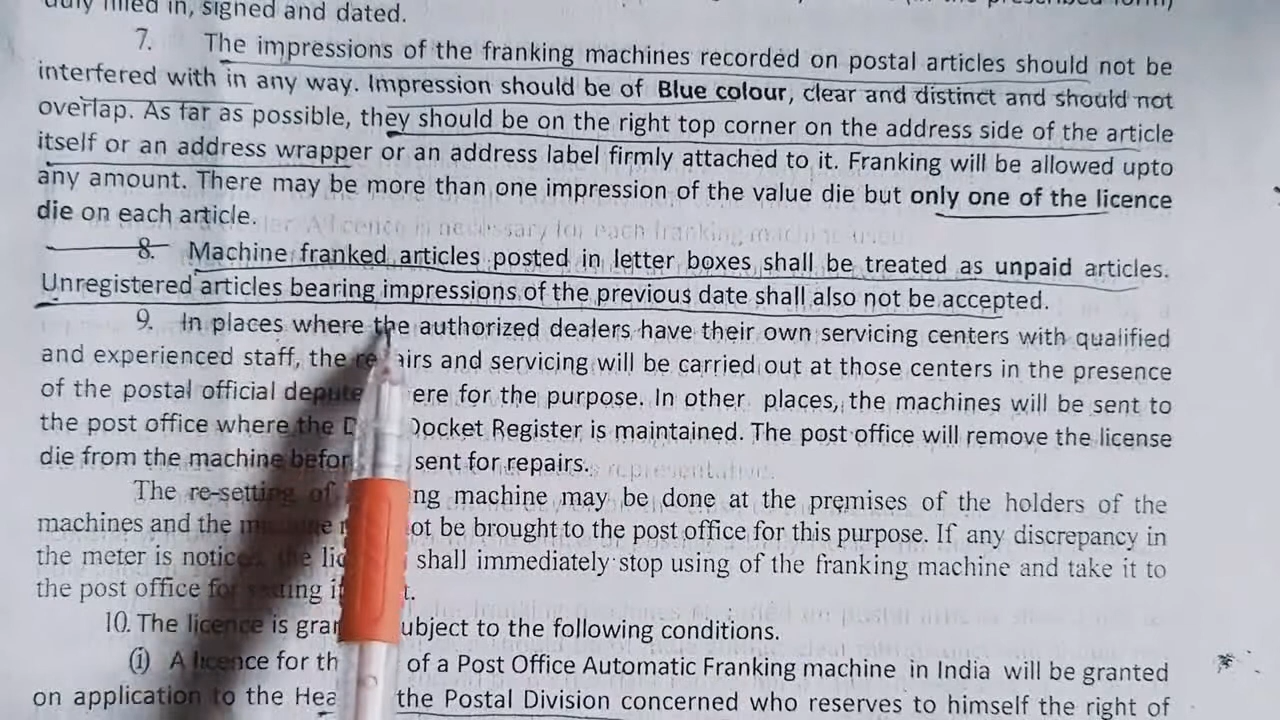 duly filled in, signed and dated.
7. The impressions of the franking machines recorded on postal articles should not be
interfered with in any way. Impression should be of Blue colour, clear and distinct and should not
overlap. As far as possible, they should be on the right top corner on the address side of the article
itself or an address wrapper or an address label firmly attached to it. Franking will be allowed upto
any amount. There may be more than one impression of the value die but only one of the licence
die on each article.
8. Machine franked articles posted in letter boxes shall be treated as unpaid articles.
Unregistered articles bearing impressions of the previous date shall also not be accepted.
9. In places where the authorized dealers have their own servicing centers with qualified
and experienced staff, the repairs and servicing will be carried out at those centers in the presence
of the postal official depute ere for the purpose. In other places, the machines will be sent to
the post office where the D Docket Register is maintained. The post office will remove the license
die from the machine befor sent for repairs.
The re-setting of ng machine may be done at the premises of the holders of the
machines and the ot be brought to the post office for this purpose. If any discrepancy in
the meter is notice the lic shall immediately stop using of the franking machine and take it to
the post office for t.
10. The licence is gran ubject to the following conditions.
(i) A licence for th of a Post Office Automatic Franking machine in India will be granted
on application to the Hea the Postal Division concerned who reserves to himself the right of